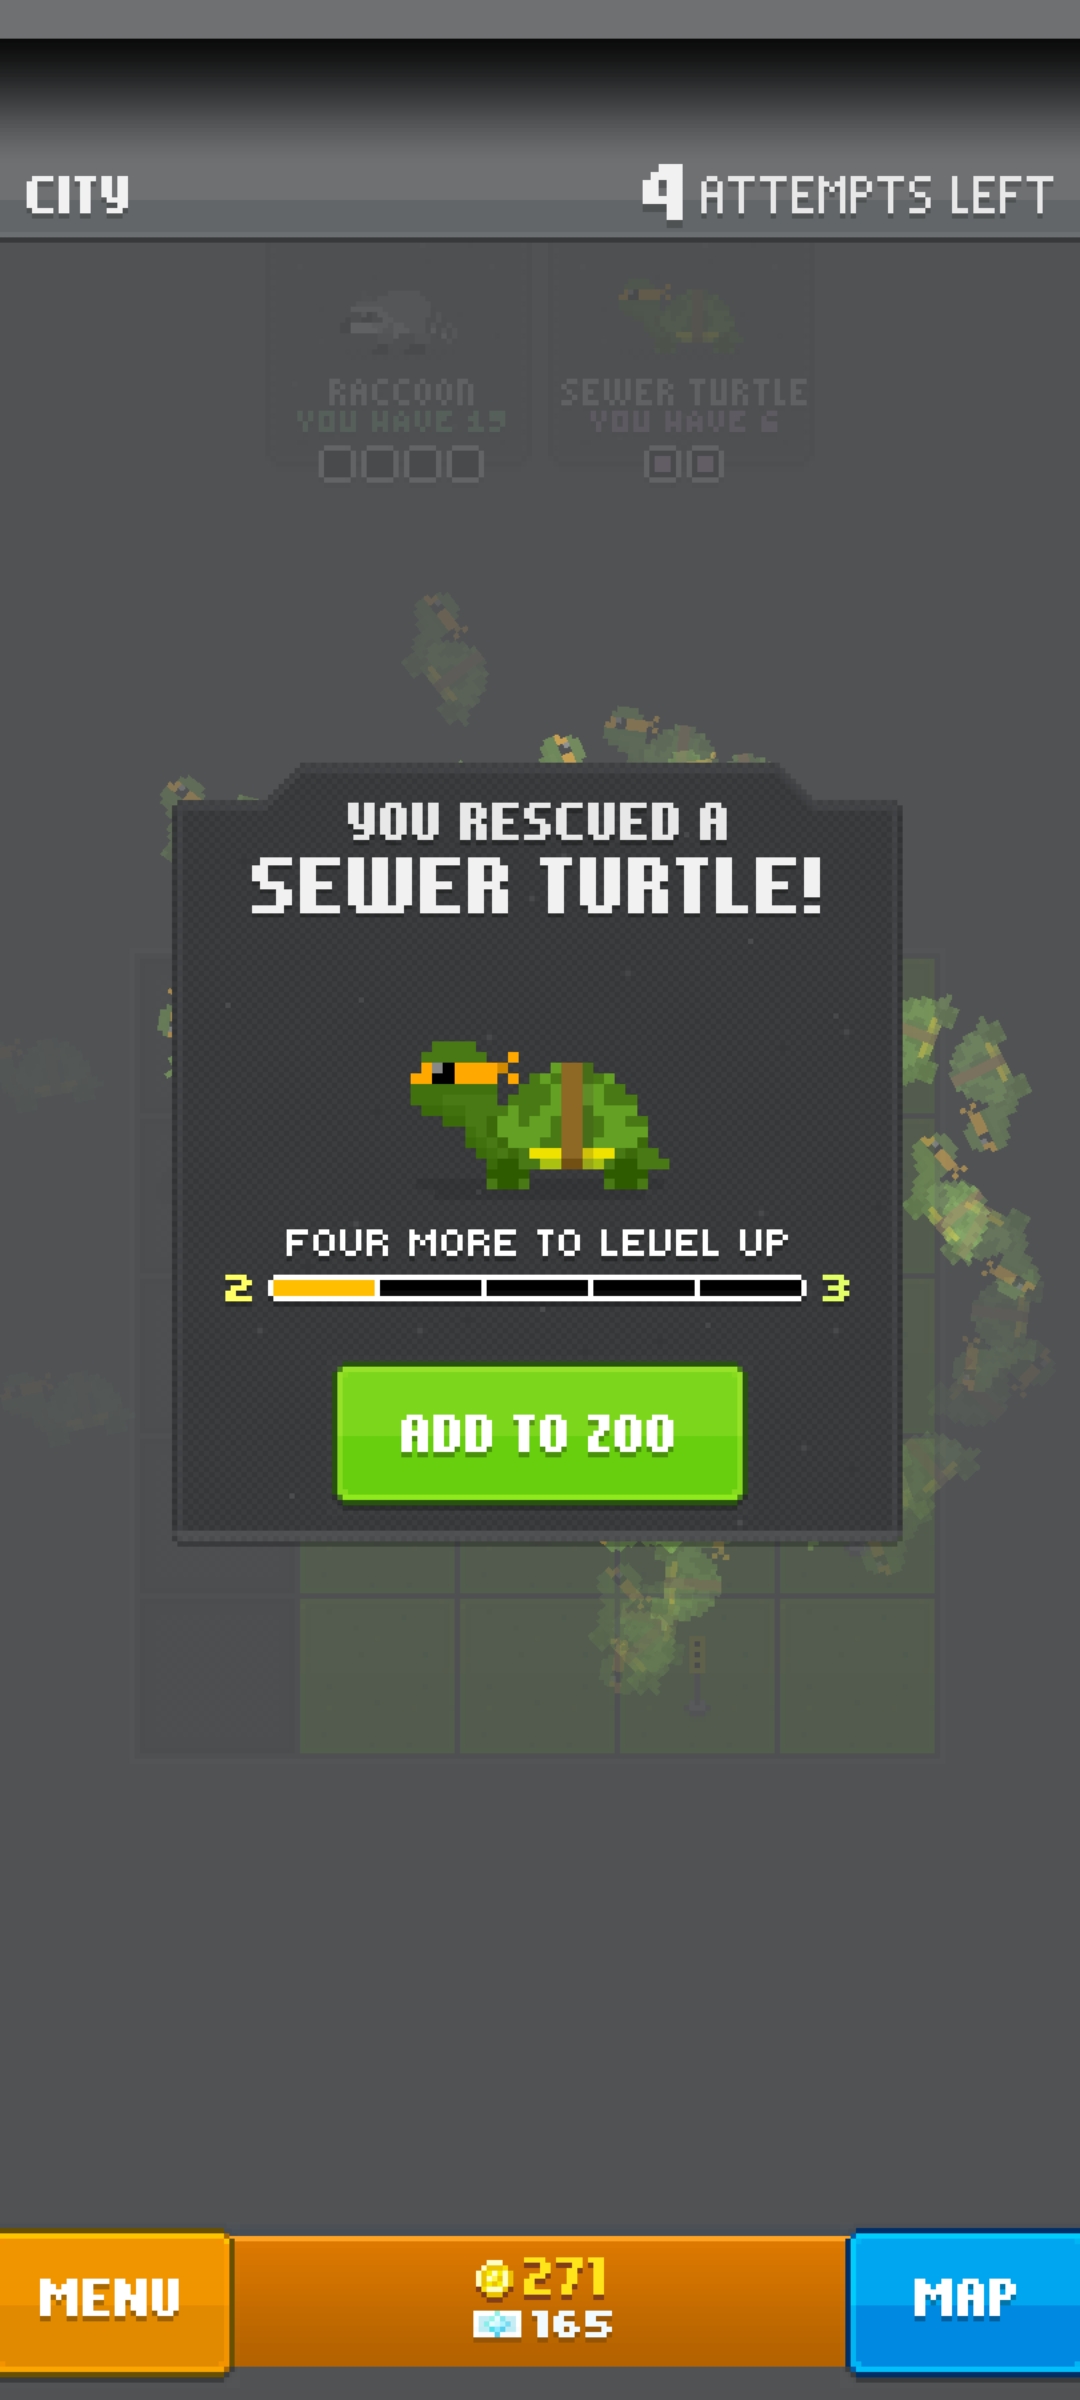 CITY
4 ATTEMPTS LEFT
RACCOON
YOU HAVE 19
SEWER TURTLE
YOU HAVE 6
YOU RESCUED A
SEWER TURTLE!
FOUR MORE TO LEVEL UP
2 3
ADD TO ZOO
MENU
271
165
MAP